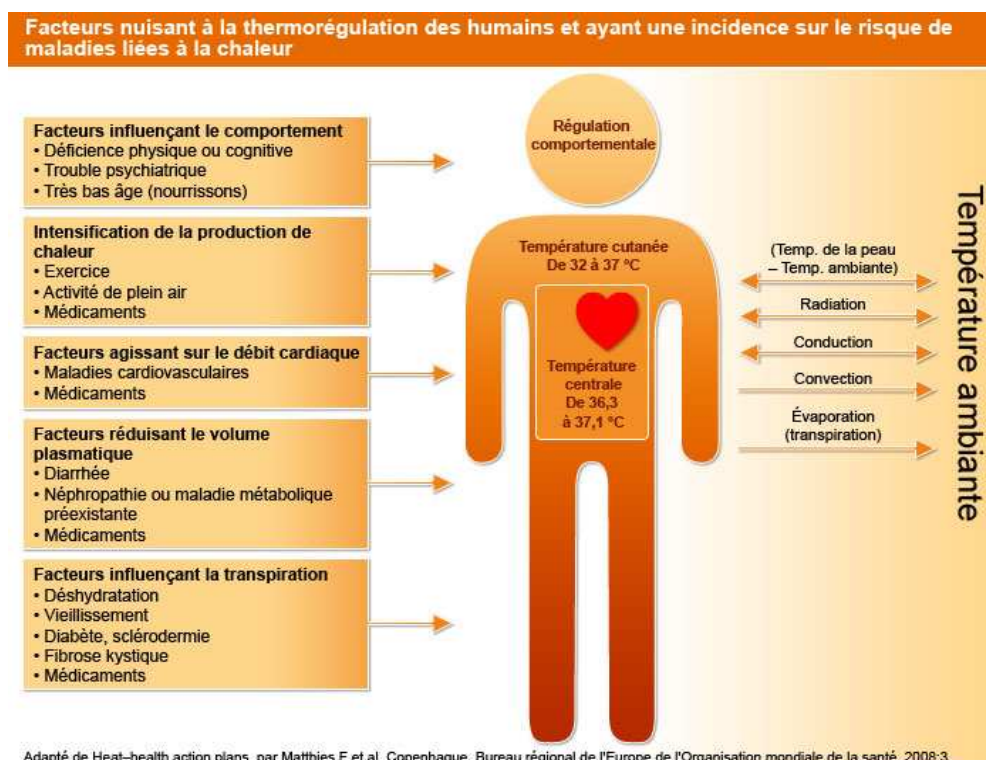 Facteurs nuisant à la thermorégulation des humains et ayant une incidence sur le risque de
maladies liées à la chaleur
Facteurs influençant le comportement
• Déficience physique ou cognitive
• Trouble psychiatrique
• Très bas âge (nourrissons)
Intensification de la production de
chaleur
• Exercice
• Activité de plein air
• Médicaments
Facteurs agissant sur le débit cardiaque
• Maladies cardiovasculaires
• Médicaments
Facteurs réduisant le volume
plasmatique
• Diarrhée
• Néphropathie ou maladie métabolique
préexistante
• Médicaments
Facteurs influençant la transpiration
• Déshydratation
• Vieillissement
• Diabète, sclérodermie
• Fibrose kystique
• Médicaments
Régulation
comportementale
Température cutanée
De 32 à 37 °C
Température
centrale
De 36,3
à 37,1 °C
(Temp. de la peau
– Temp. ambiante)
Radiation
Conduction
Convection
Évaporation
(transpiration)
Température ambiante
Adapté de Heat–health action plans, par Matthies F et al. Copenhague, Bureau régional de l'Europe de l'Organisation mondiale de la santé, 2008:3